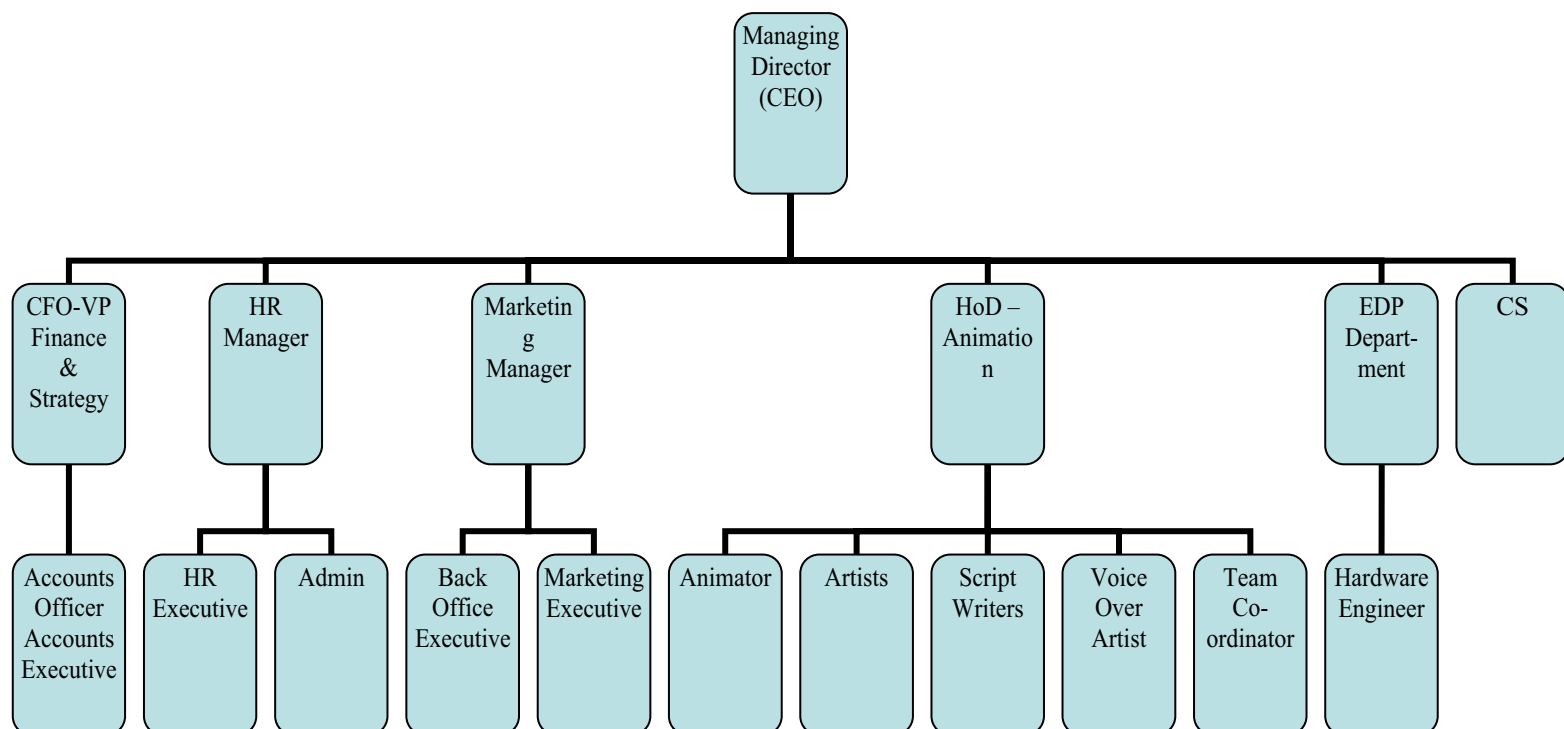 Managing
Director
(CEO)
CFO-VP
Finance
&
Strategy
HR
Manager
Marketin
g
Manager
HoD –
Animatio
n
EDP
Depart-
ment
CS
Accounts
Officer
Accounts
Executive
HR
Executive
Admin
Back
Office
Executive
Marketing
Executive
Animator
Artists
Script
Writers
Voice
Over
Artist
Team
Co-
ordinator
Hardware
Engineer